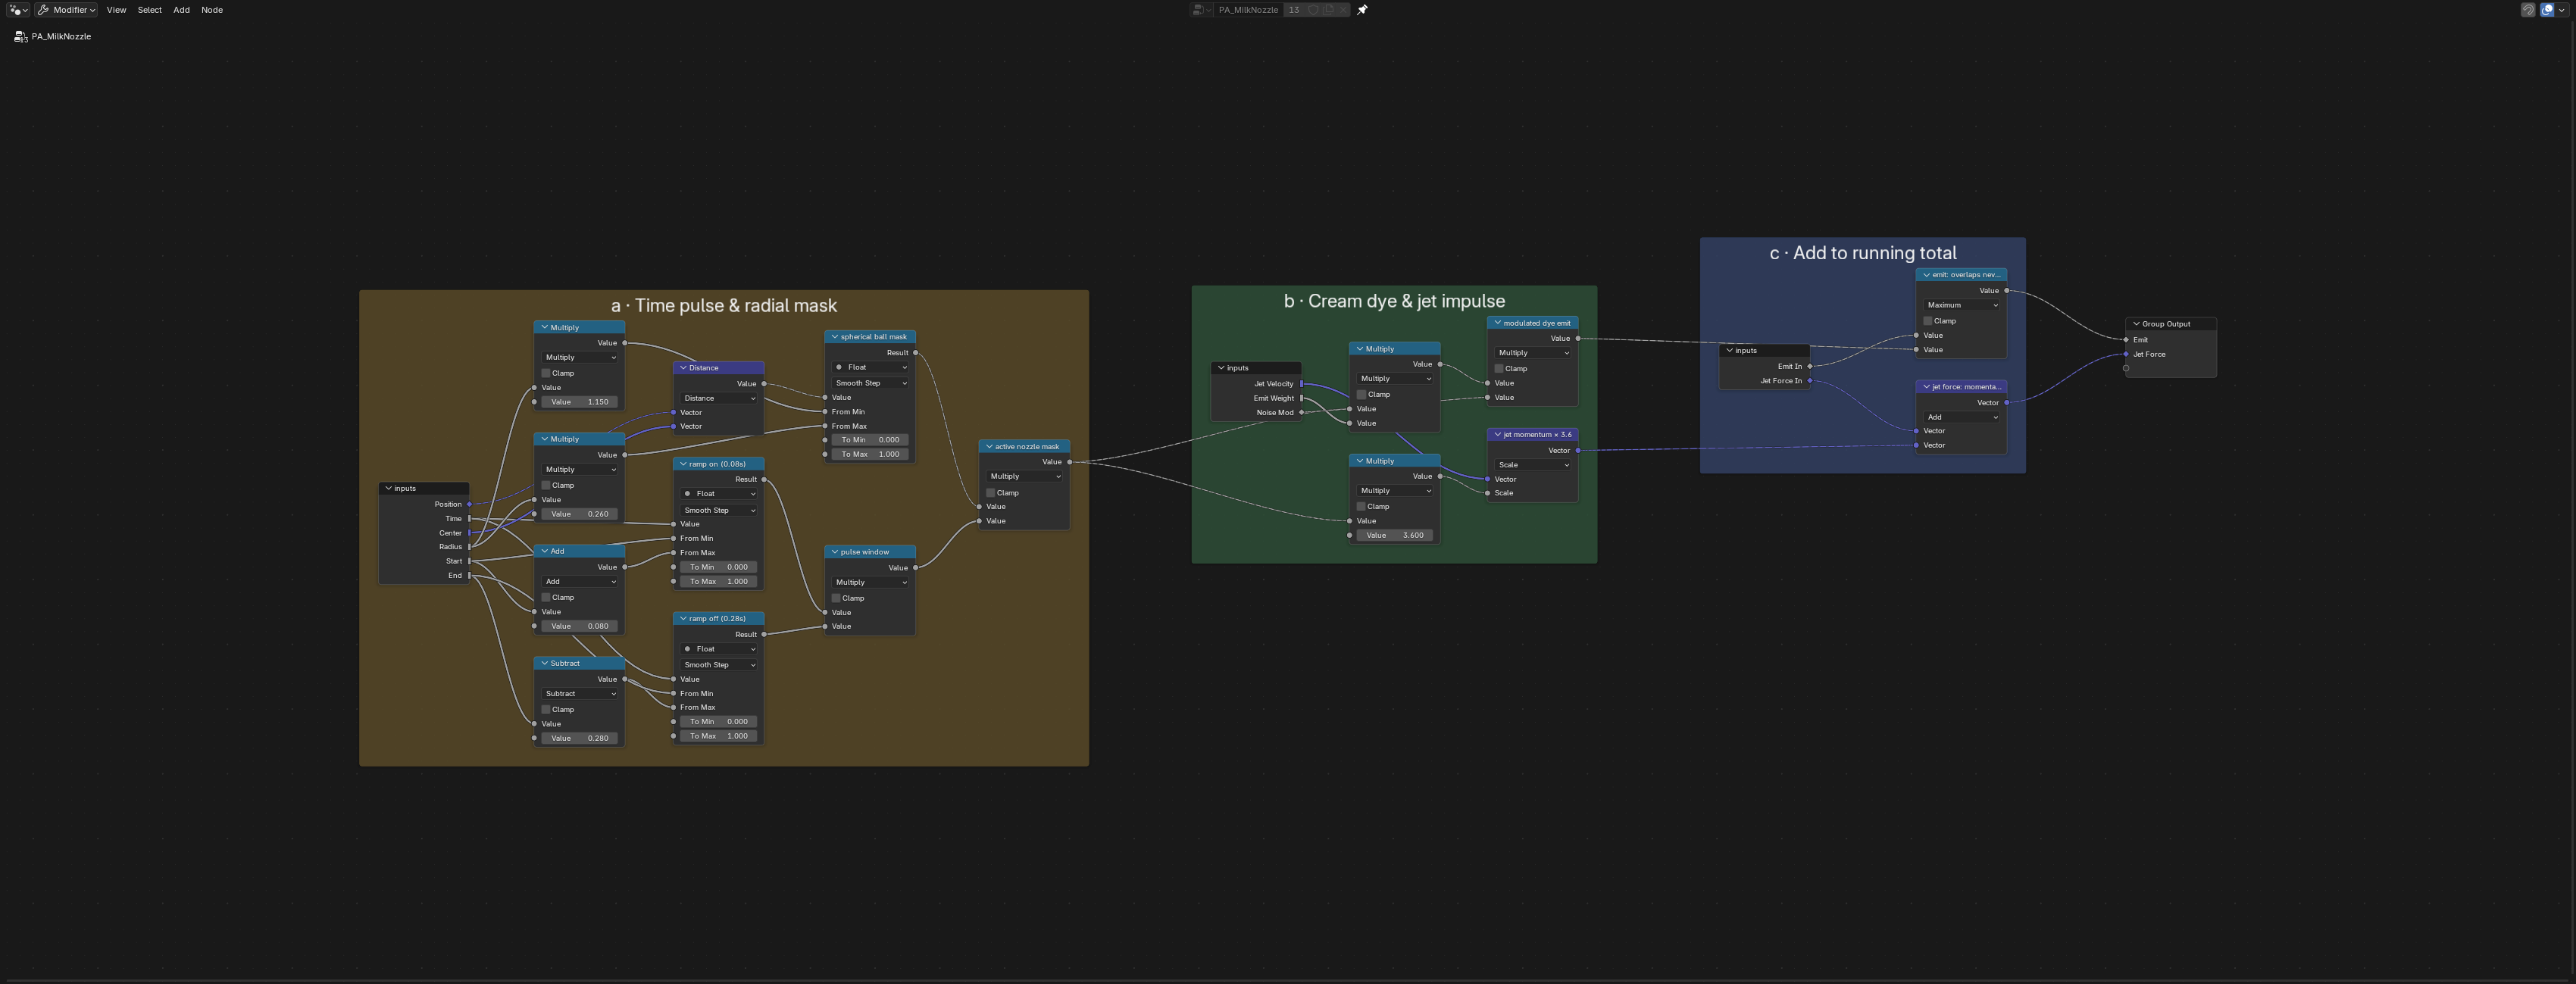 Modifier
View
Select
Add
Node
PA_MilkNozzle
13
PA_MilkNozzle
a · Time pulse & radial mask
inputs
Position
Time
Center
Radius
Start
End
Multiply
Value
Multiply
Clamp
Value
Value 1.150
Multiply
Value
Multiply
Clamp
Value
Value 0.260
Add
Value
Add
Clamp
Value
Value 0.080
Subtract
Value
Subtract
Clamp
Value
Value 0.280
Distance
Value
Distance
Vector
Vector
ramp on (0.08s)
Result
Float
Smooth Step
Value
From Min
From Max
To Min 0.000
To Max 1.000
ramp off (0.28s)
Result
Float
Smooth Step
Value
From Min
From Max
To Min 0.000
To Max 1.000
spherical ball mask
Result
Float
Smooth Step
Value
From Min
From Max
To Min 0.000
To Max 1.000
pulse window
Value
Multiply
Clamp
Value
Value
active nozzle mask
Value
Multiply
Clamp
Value
Value
b · Cream dye & jet impulse
inputs
Jet Velocity
Emit Weight
Noise Mod
Multiply
Value
Multiply
Clamp
Value
Value
Multiply
Value
Multiply
Clamp
Value
Value 3.600
modulated dye emit
Value
Multiply
Clamp
Value
Value
jet momentum × 3.6
Vector
Scale
Vector
Scale
c · Add to running total
inputs
Emit In
Jet Force In
emit: overlaps nev...
Value
Maximum
Clamp
Value
Value
jet force: momenta...
Vector
Add
Vector
Vector
Group Output
Emit
Jet Force